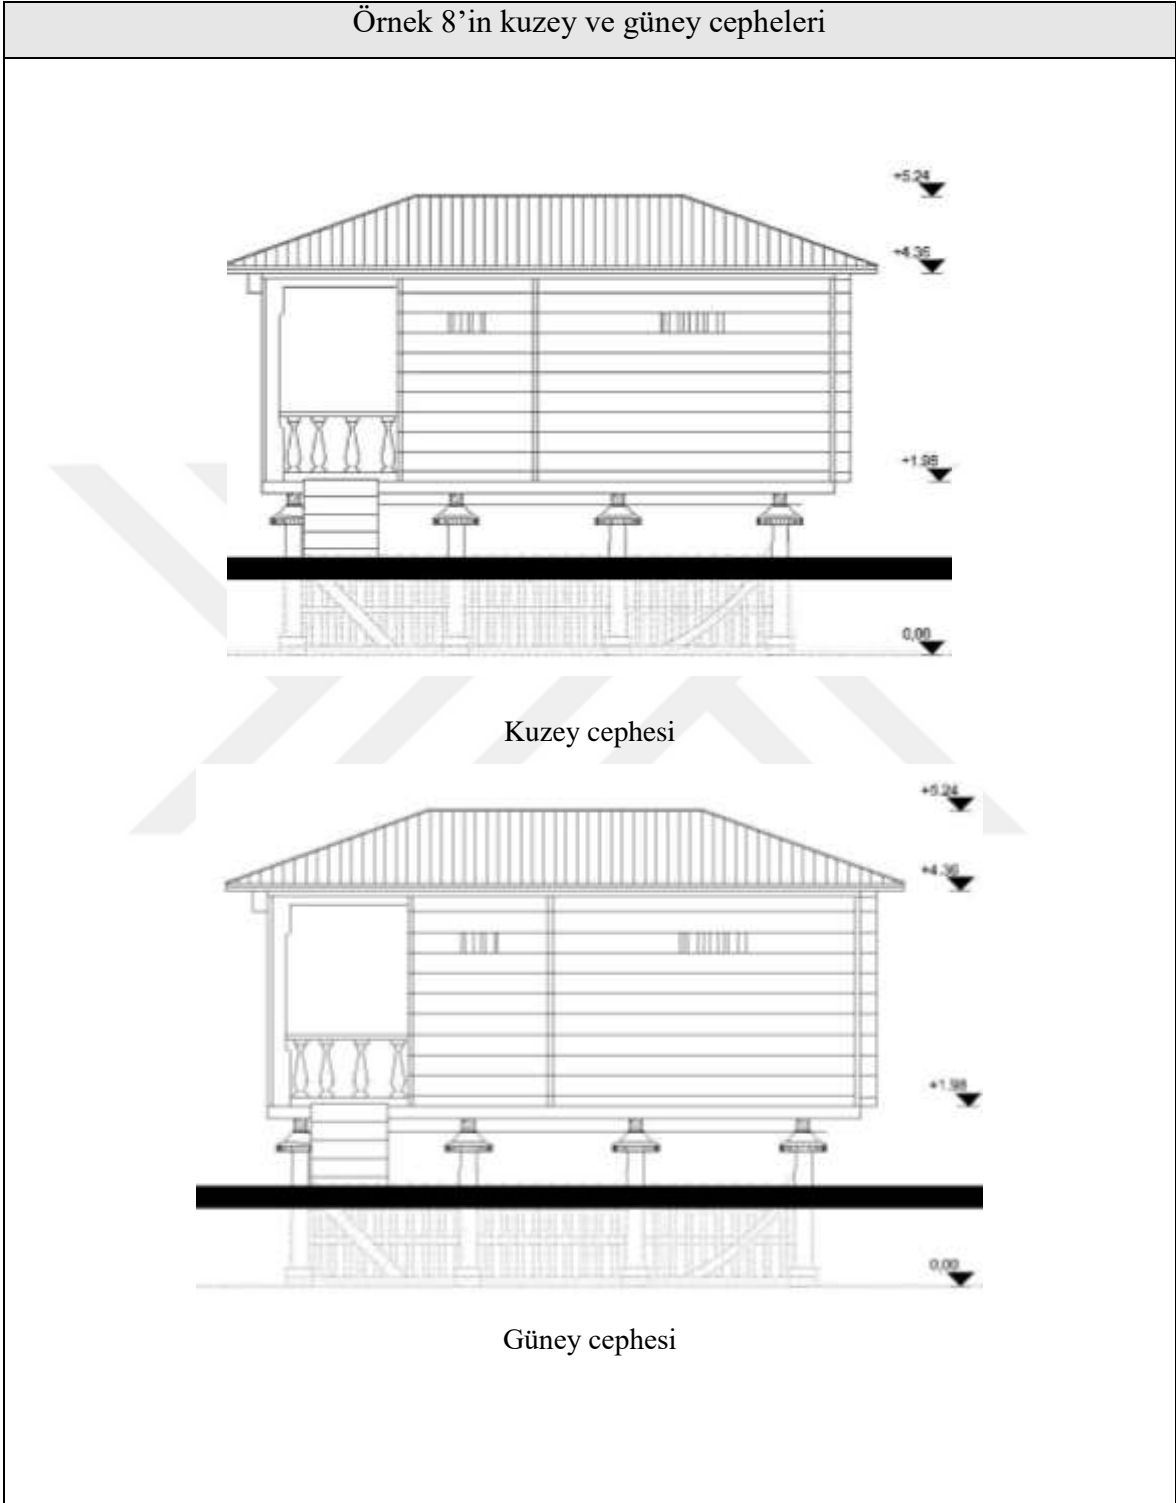 Örnek 8’in kuzey ve güney cepheleri
+5.24
+4.36
+1.98
0,00
Kuzey cephesi
+5.24
+4.36
+1.98
0,00
Güney cephesi